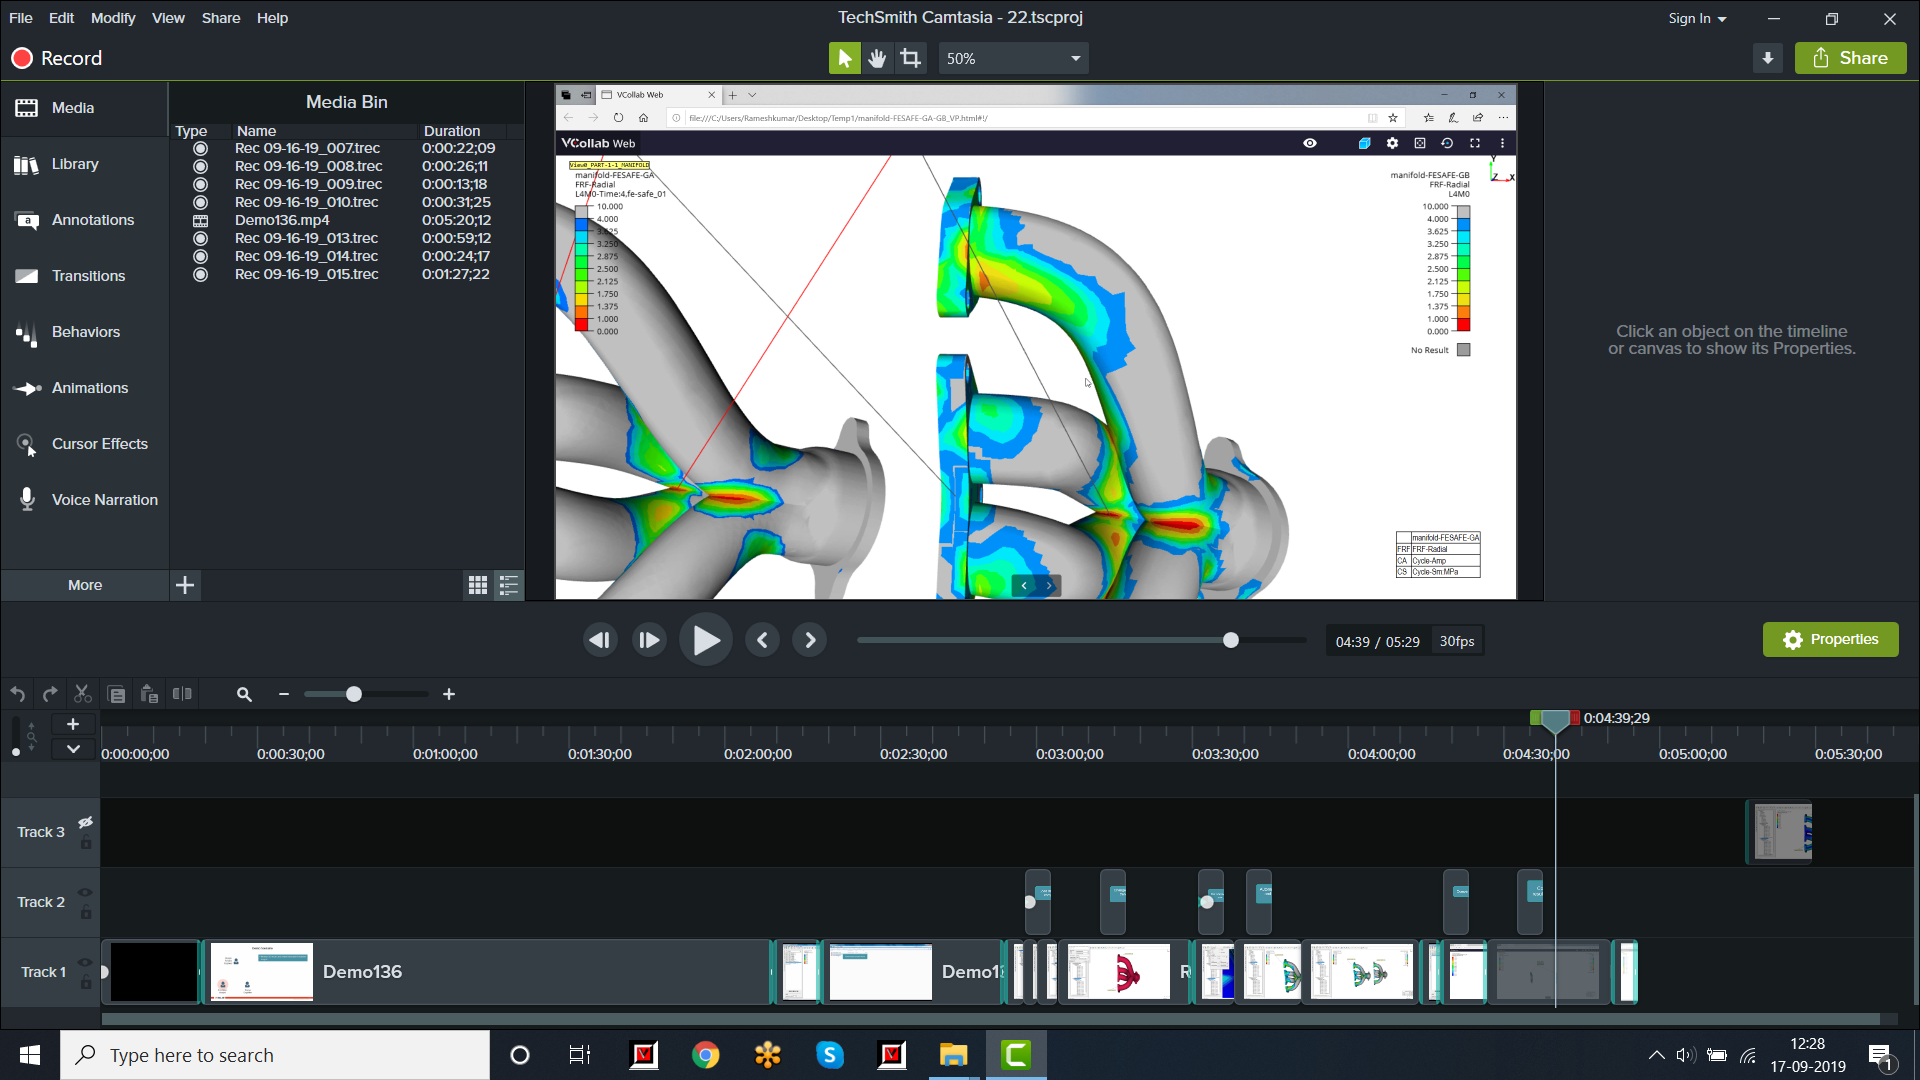 File Edit Modify View Share Help
TechSmith Camtasia - 22.tscproj
Sign In
Record
50%
Share
Media
Library
Annotations
Transitions
Behaviors
Animations
Cursor Effects
Voice Narration
More
Media Bin
Type Name Duration
Rec 09-16-19_007.trec 0:00:22;09
Rec 09-16-19_008.trec 0:00:26;11
Rec 09-16-19_009.trec 0:00:13;18
Rec 09-16-19_010.trec 0:00:31;25
Demo136.mp4 0:05:20;12
Rec 09-16-19_013.trec 0:00:59;12
Rec 09-16-19_014.trec 0:00:24;17
Rec 09-16-19_015.trec 0:01:27;22
VCollab Web
file:///C:/Users/Rameshkumar/Desktop/Temp1/manifold-FESAFE-GA-GB_VP.html#!/
VCollab Web
View0_PART-1-1_MANIFOLD
manifold-FESAFE-GA
FRF-Radial
L4M0-Time:4.fe-safe_01
10.000
4.000
3.625
3.250
2.875
2.500
2.125
1.750
1.375
1.000
0.000
manifold-FESAFE-GB
FRF-Radial
L4M0
10.000
4.000
3.625
3.250
2.875
2.500
2.125
1.750
1.375
1.000
0.000
No Result
Y
Z X
manifold-FESAFE-GA
FRF FRF-Radial
CA Cycle-Amp
CS Cycle-Sm:MPa
Click an object on the timeline
or canvas to show its Properties.
04:39 / 05:29 30fps
Properties
0:04:39;29
0:00:00;00 0:00:30;00 0:01:00;00 0:01:30;00 0:02:00;00 0:02:30;00 0:03:00;00 0:03:30;00 0:04:00;00 0:04:30;00 0:05:00;00 0:05:30;00
Track 3
Track 2
Track 1
Demo136
Demo13
R
Type here to search
12:28
17-09-2019
1